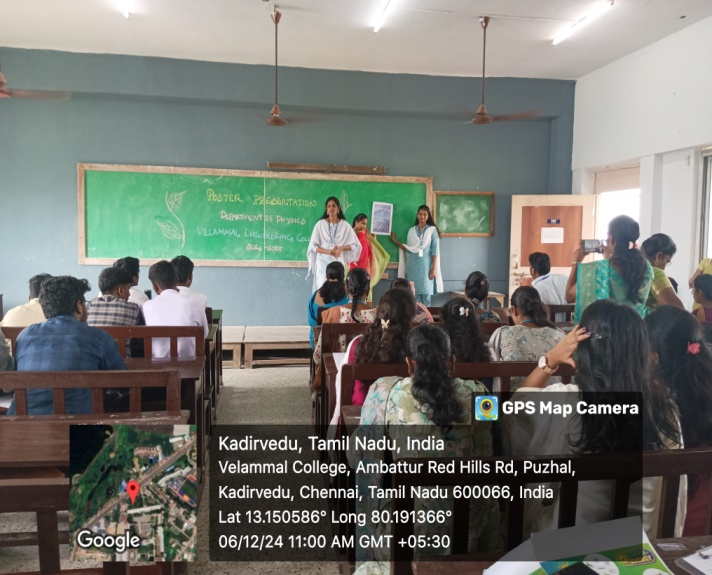 POSTER PRESENTATION
DEPARTMENT OF PHYSICS
VELAMMAL ENGINEERING
2024-2025
GPS Map Camera
Kadirvedu, Tamil Nadu, India
Velammal College, Ambattur Red Hills Rd, Puzhal,
Kadirvedu, Chennai, Tamil Nadu 600066, India
Lat 13.150586° Long 80.191366°
06/12/24 11:00 AM GMT +05:30
Google